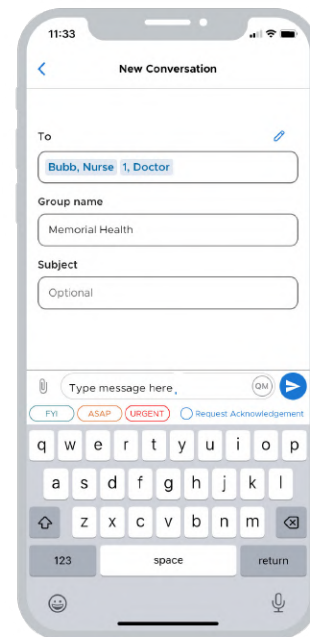 11:33
New Conversation
To
Bubb, Nurse 1, Doctor
Group name
Memorial Health
Subject
Optional
Type message here, QM
FYI ASAP URGENT Request Acknowledgement
q w e r t y u i o p
a s d f g h j k l
z x c v b n m
123 space return